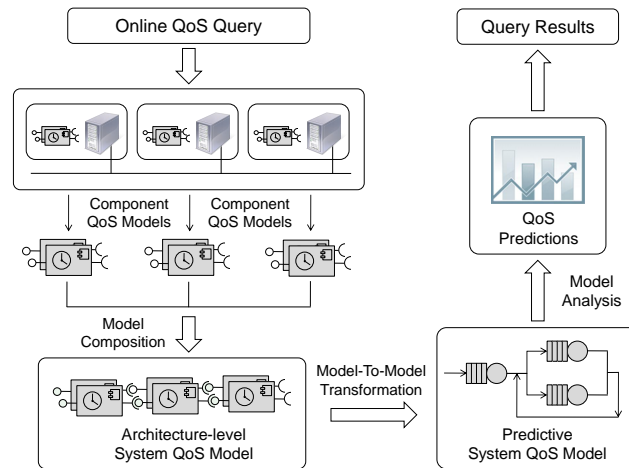 Online QoS Query
Query Results
Component
QoS Models
Component
QoS Models
QoS
Predictions
Model
Analysis
Model
Composition
Model-To-Model
Transformation
Architecture-level
System QoS Model
Predictive
System QoS Model